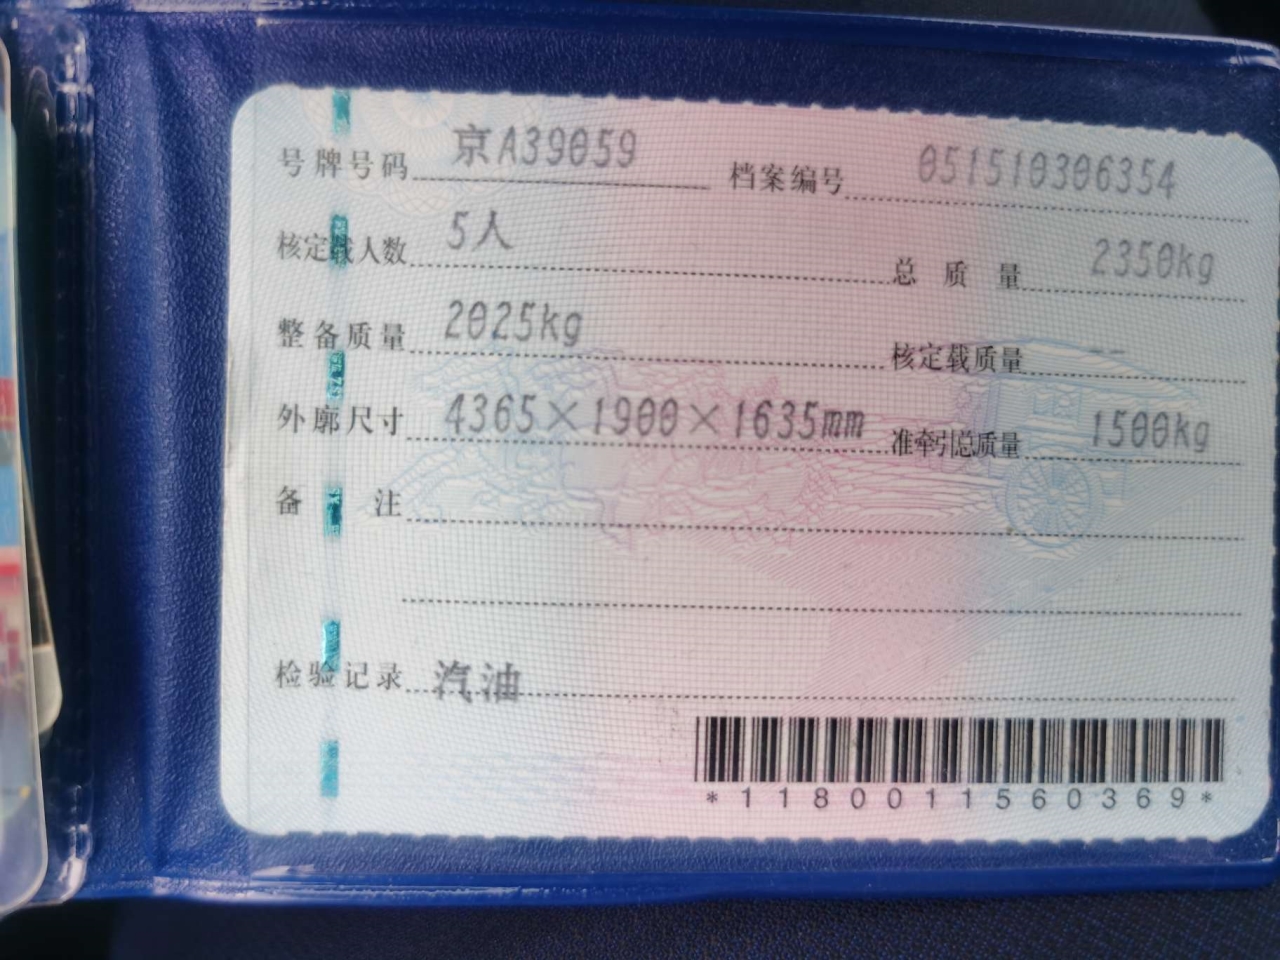 号牌号码 京A39059 档案编号 051510306354
核定载人数 5人 总质量 2350kg
整备质量 2025kg 核定载质量 --
外廓尺寸 4365×1900×1635mm 准牵引总质量 1500kg
备注
检验记录 汽油
*1180011560369*